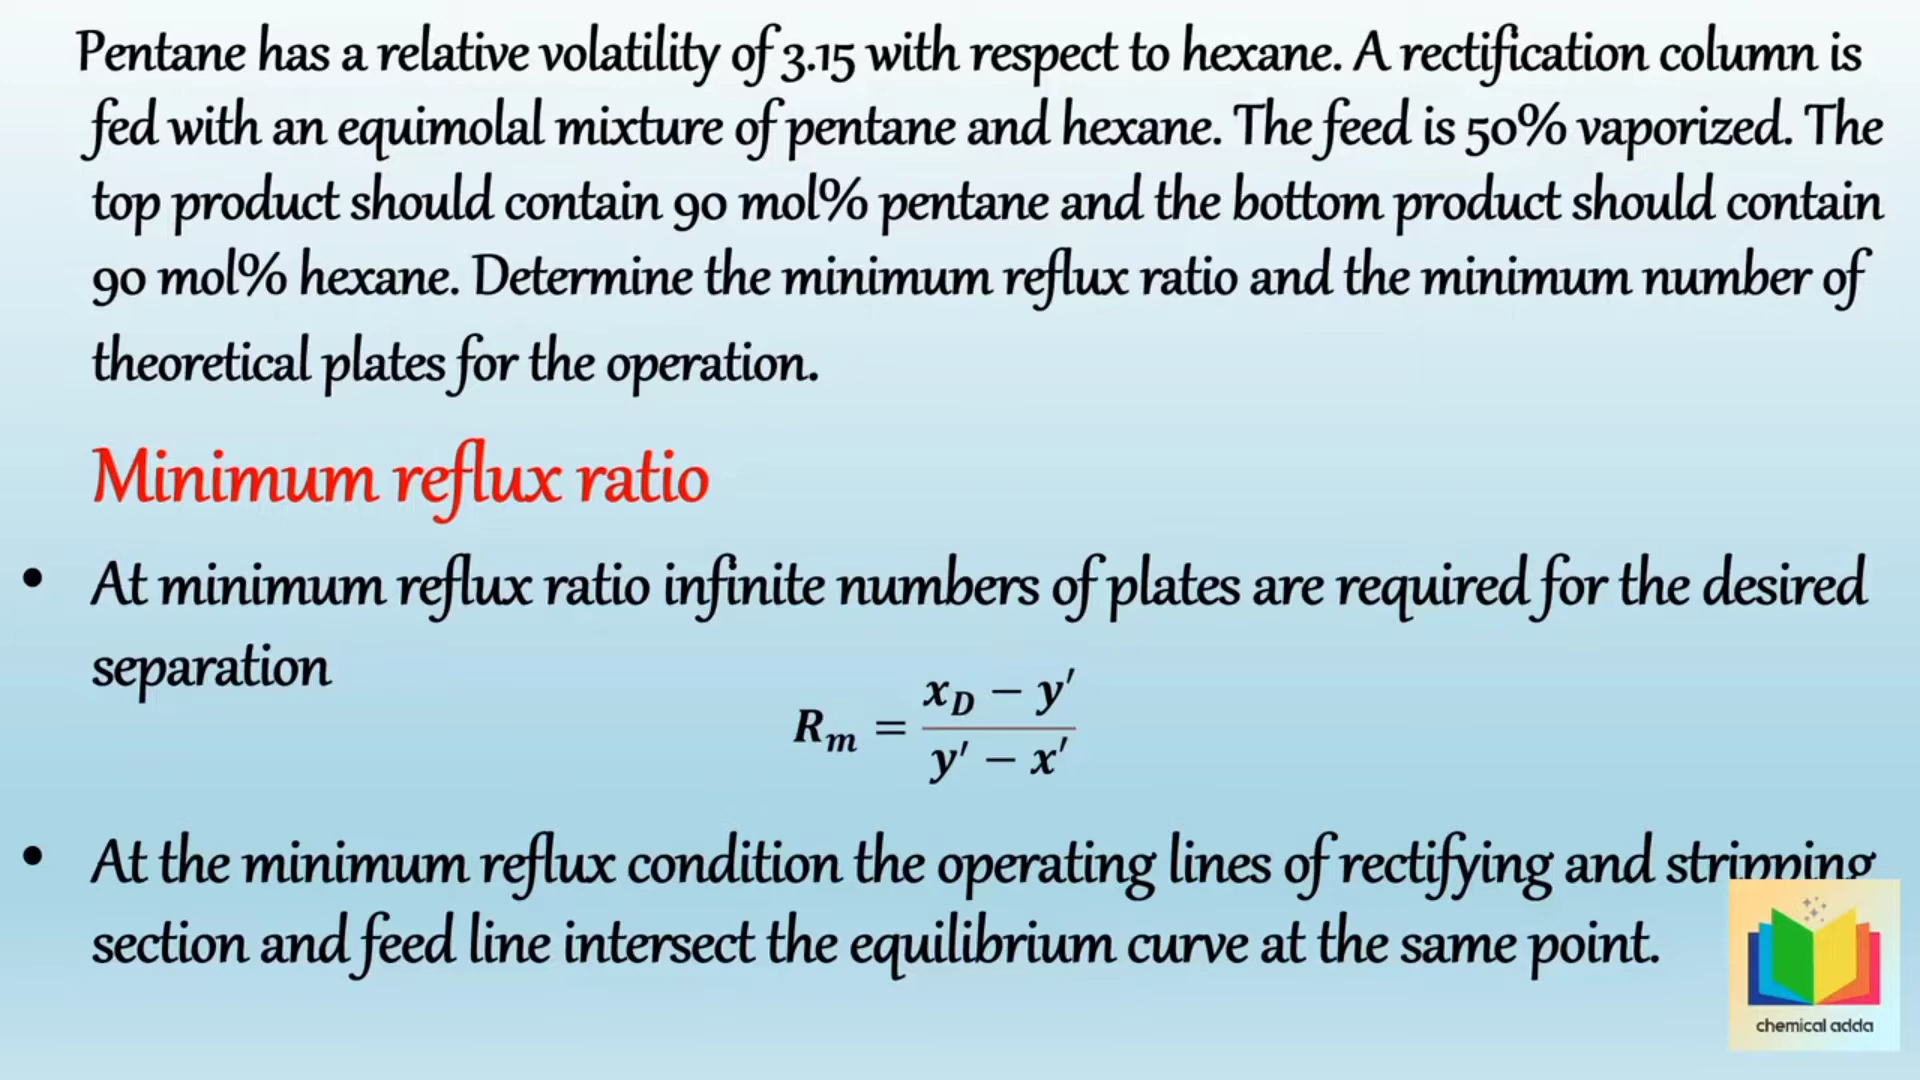 Pentane has a relative volatility of 3.15 with respect to hexane. A rectification column is
fed with an equimolal mixture of pentane and hexane. The feed is 50% vaporized. The
top product should contain 90 mol% pentane and the bottom product should contain
90 mol% hexane. Determine the minimum reflux ratio and the minimum number of
theoretical plates for the operation.
Minimum reflux ratio
• At minimum reflux ratio infinite numbers of plates are required for the desired
separation
R_m = (x_D − y′) / (y′ − x′)
• At the minimum reflux condition the operating lines of rectifying and stripping
section and feed line intersect the equilibrium curve at the same point.
chemical adda